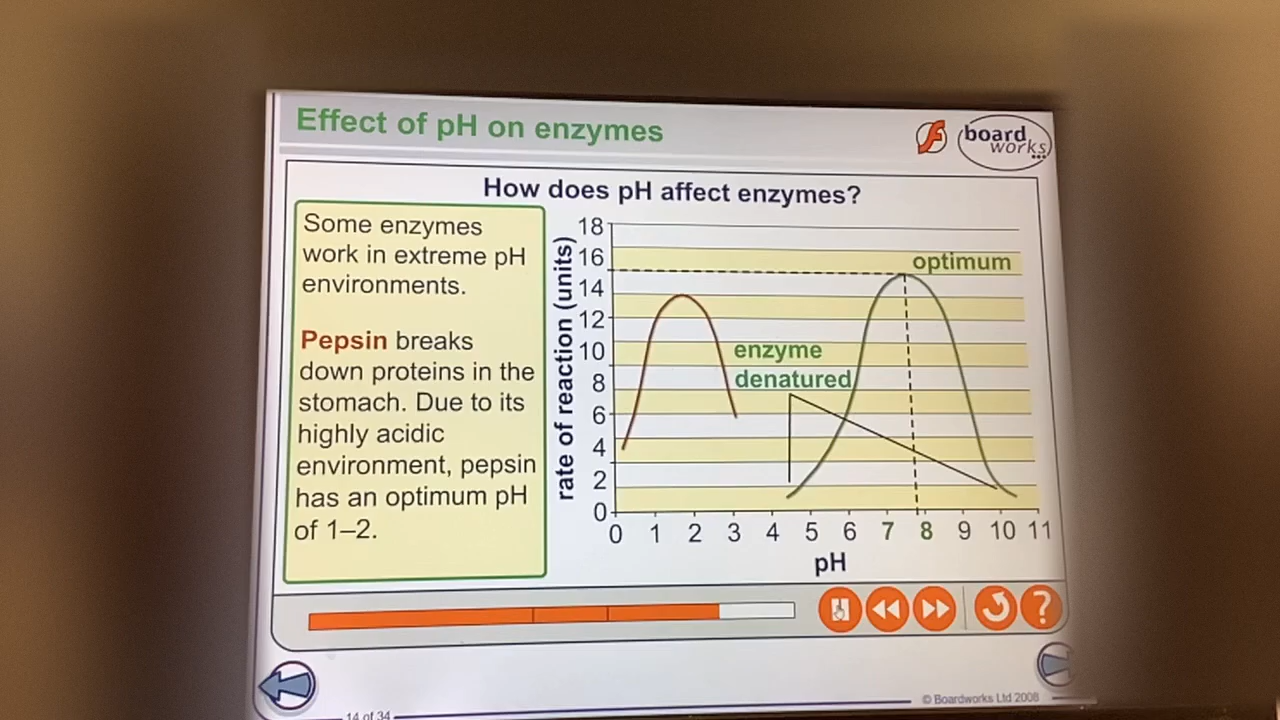 Effect of pH on enzymes
board
works
How does pH affect enzymes?
Some enzymes
work in extreme pH
environments.
Pepsin breaks
down proteins in the
stomach. Due to its
highly acidic
environment, pepsin
has an optimum pH
of 1–2.
rate of reaction (units)
18
16
14
12
10
8
6
4
2
0
optimum
enzyme
denatured
0 1 2 3 4 5 6 7 8 9 10 11
pH
?
14 of 34
© Boardworks Ltd 2008